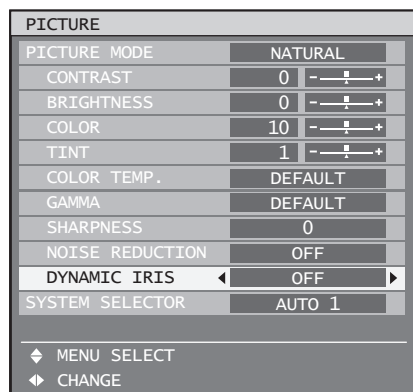 PICTURE
PICTURE MODE NATURAL
CONTRAST 0 - +
BRIGHTNESS 0 - +
COLOR 10 - +
TINT 1 - +
COLOR TEMP. DEFAULT
GAMMA DEFAULT
SHARPNESS 0
NOISE REDUCTION OFF
DYNAMIC IRIS OFF
SYSTEM SELECTOR AUTO 1
MENU SELECT
CHANGE